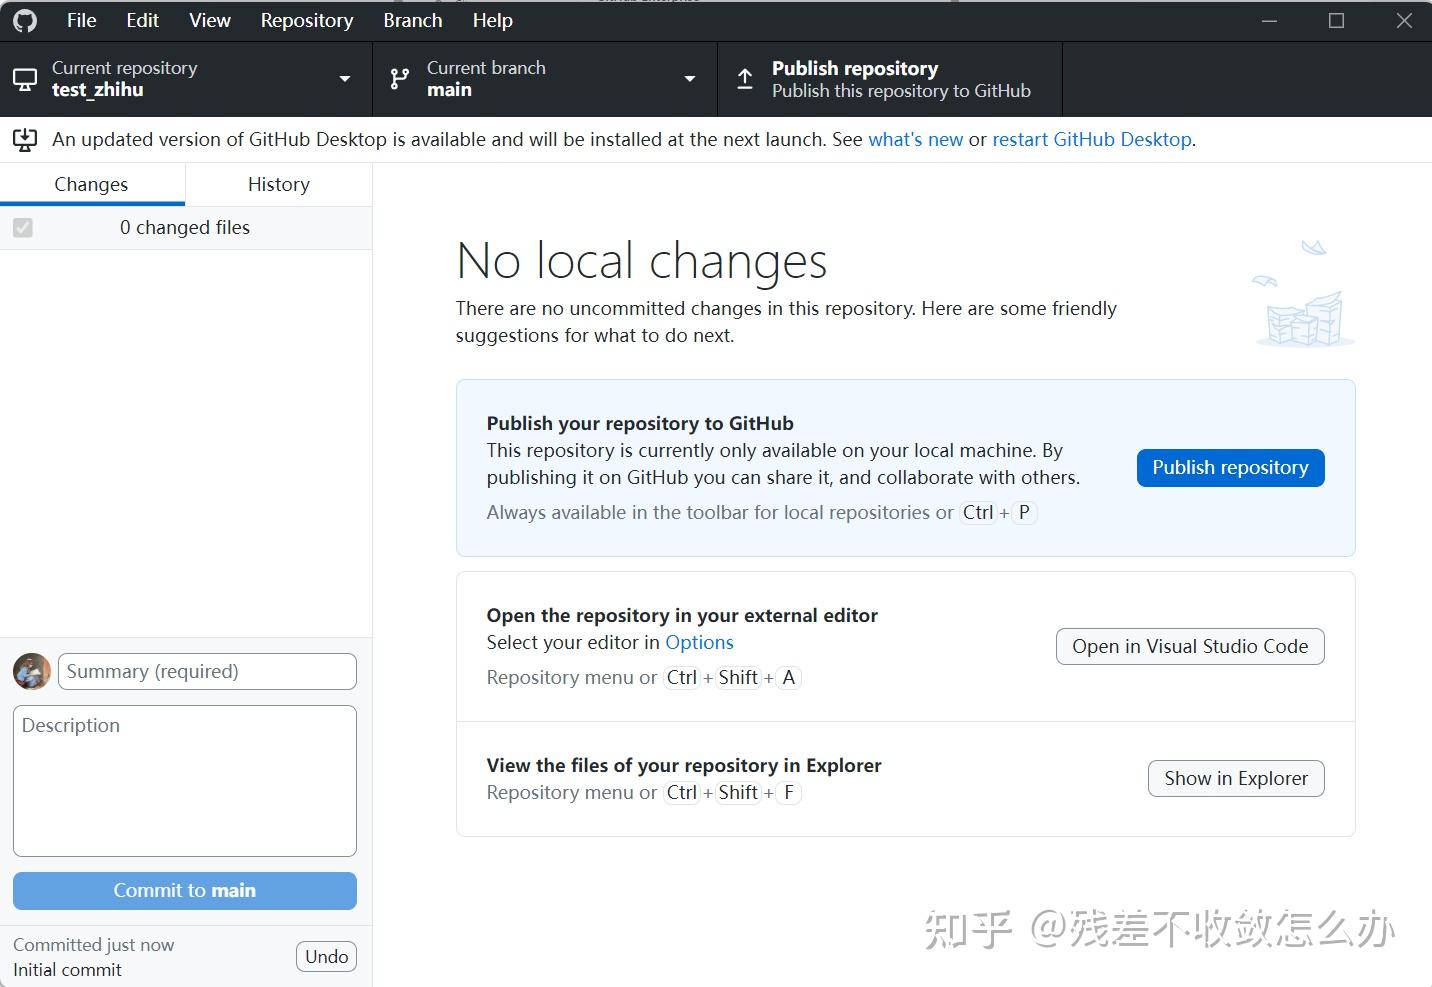 File Edit View Repository Branch Help
Current repository
test_zhihu
Current branch
main
Publish repository
Publish this repository to GitHub
An updated version of GitHub Desktop is available and will be installed at the next launch. See what's new or restart GitHub Desktop.
Changes
History
0 changed files
No local changes
There are no uncommitted changes in this repository. Here are some friendly
suggestions for what to do next.
Publish your repository to GitHub
This repository is currently only available on your local machine. By
publishing it on GitHub you can share it, and collaborate with others.
Always available in the toolbar for local repositories or Ctrl + P
Publish repository
Open the repository in your external editor
Select your editor in Options
Repository menu or Ctrl + Shift + A
Open in Visual Studio Code
View the files of your repository in Explorer
Repository menu or Ctrl + Shift + F
Show in Explorer
Summary (required)
Description
Commit to main
Committed just now
Initial commit
Undo
知乎 @残差不收敛怎么办